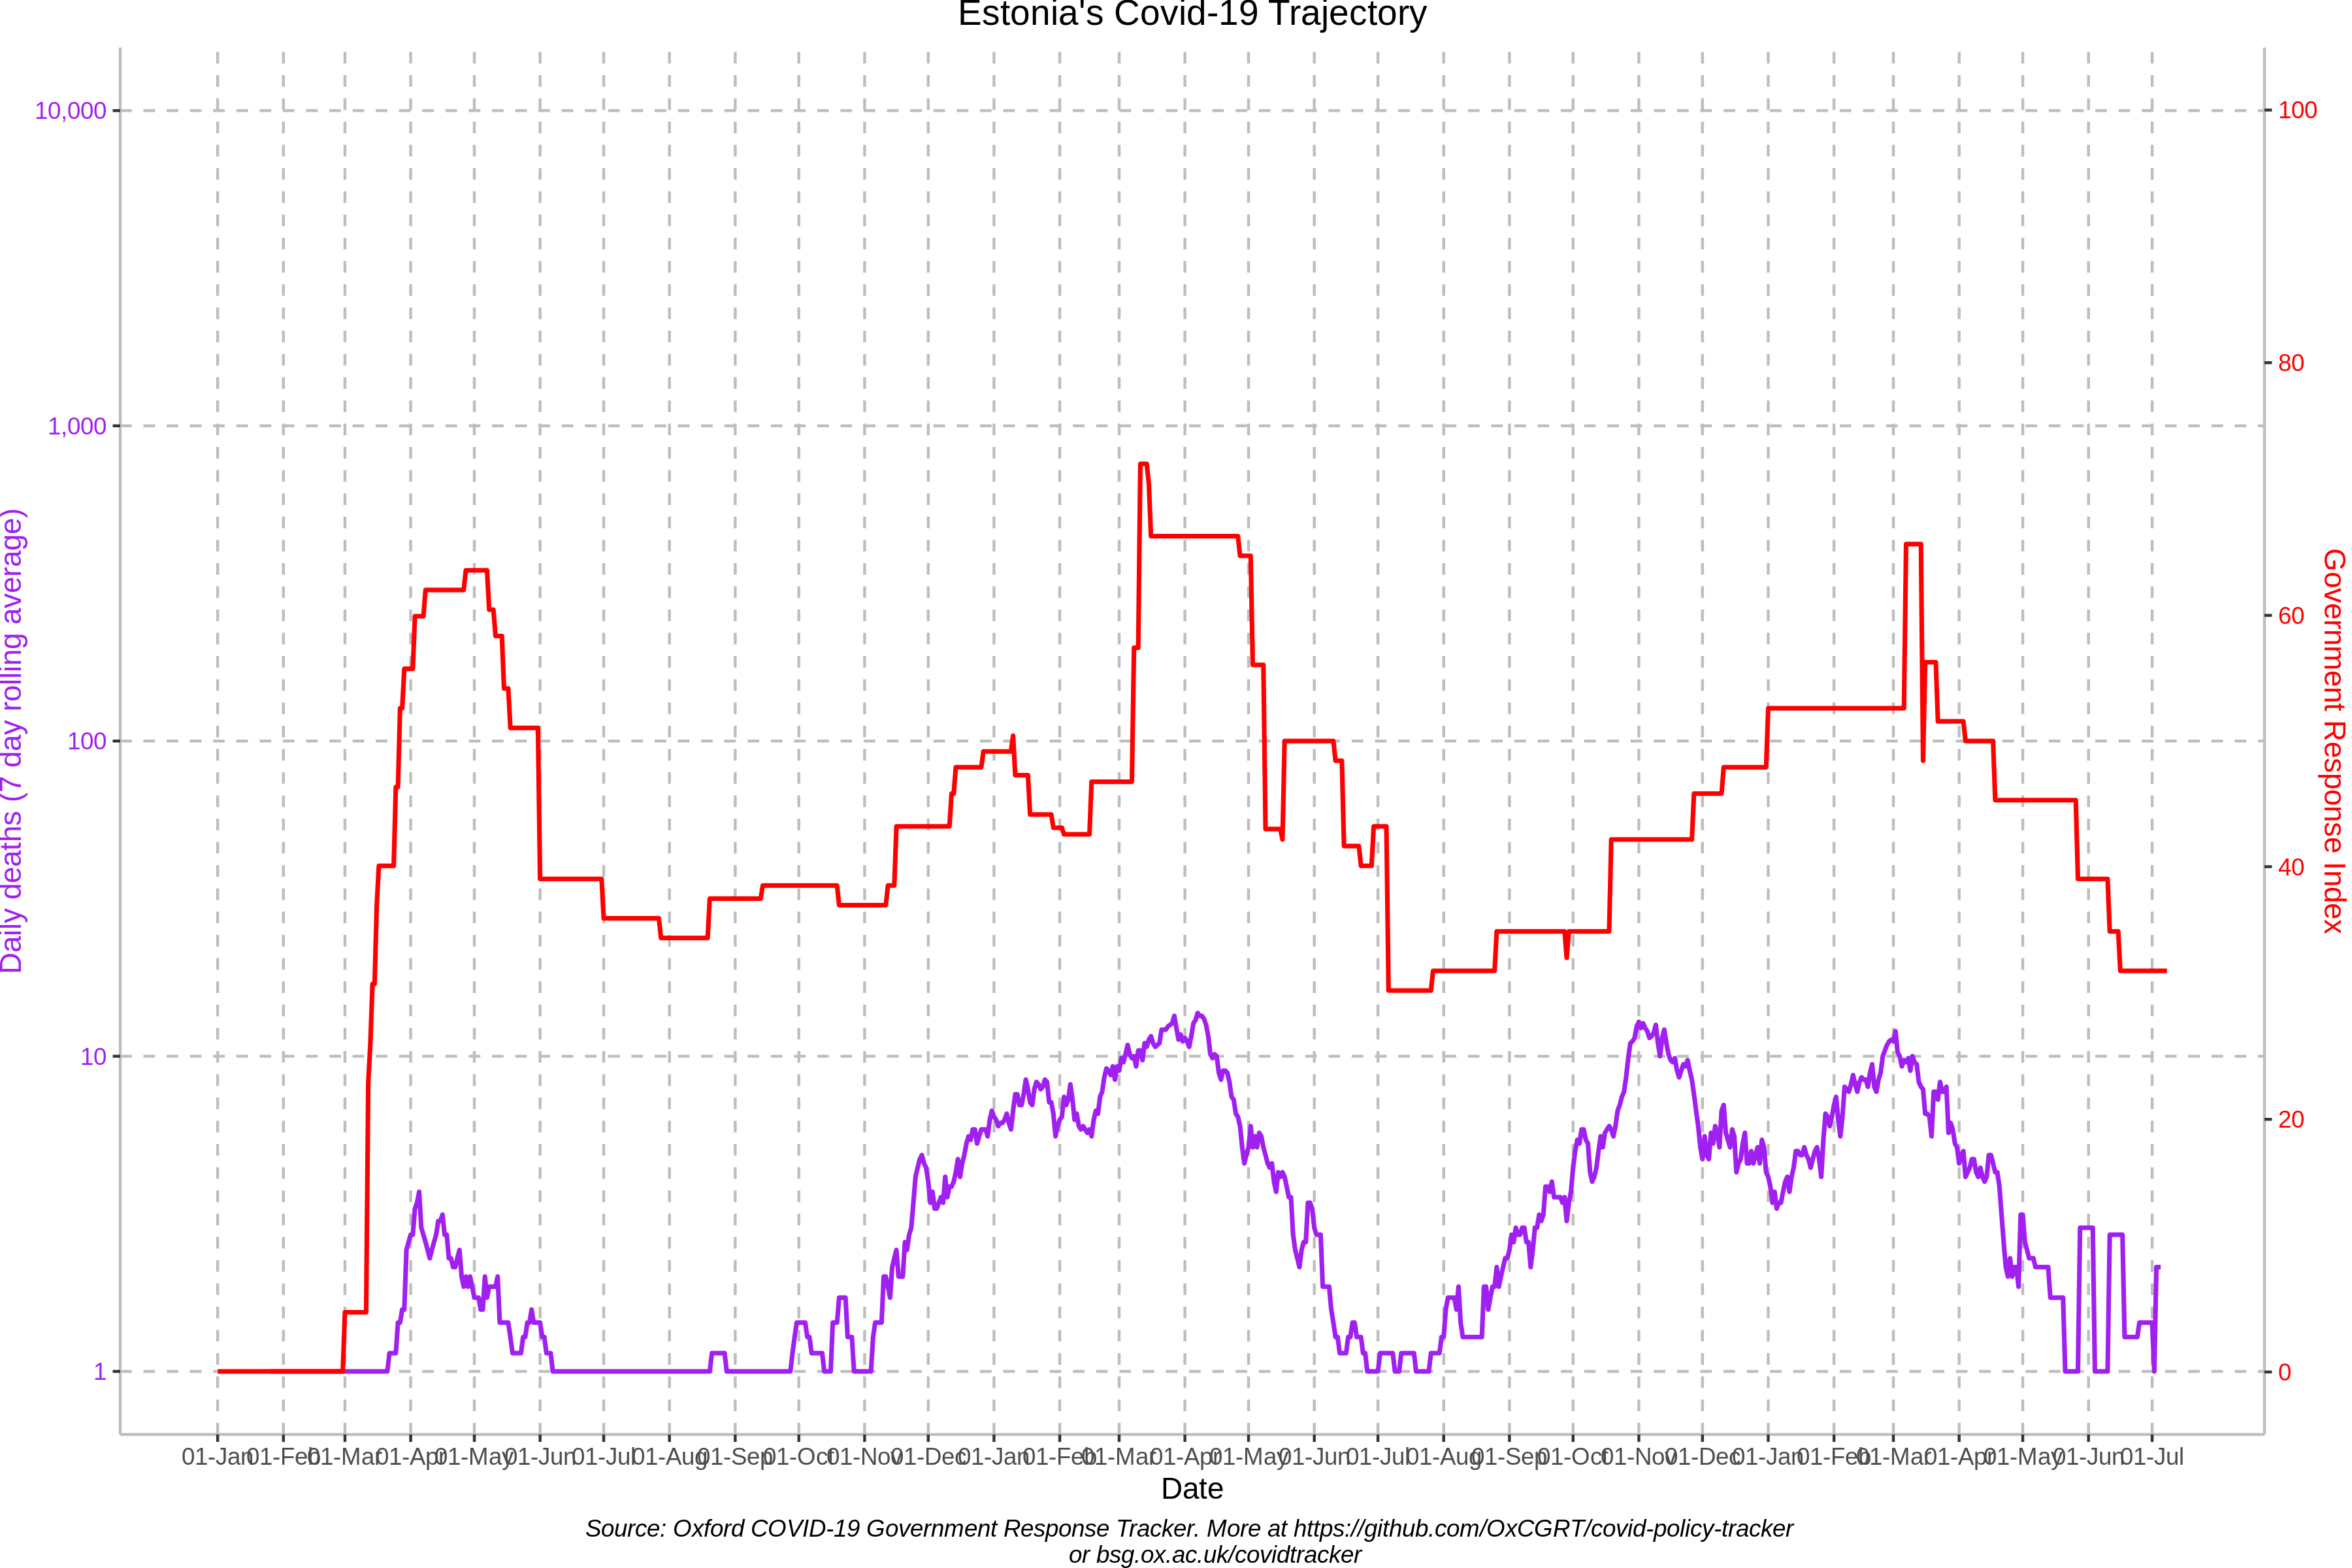 Estonia's Covid-19 Trajectory
10,000
1,000
100
10
1
Daily deaths (7 day rolling average)
100
80
60
40
20
0
Government Response Index
01-Jan 01-Feb 01-Mar 01-Apr 01-May 01-Jun 01-Jul 01-Aug 01-Sep 01-Oct 01-Nov 01-Dec 01-Jan 01-Feb 01-Mar 01-Apr 01-May 01-Jun 01-Jul 01-Aug 01-Sep 01-Oct 01-Nov 01-Dec 01-Jan 01-Feb 01-Mar 01-Apr 01-May 01-Jun 01-Jul
Date
Source: Oxford COVID-19 Government Response Tracker. More at https://github.com/OxCGRT/covid-policy-tracker
or bsg.ox.ac.uk/covidtracker